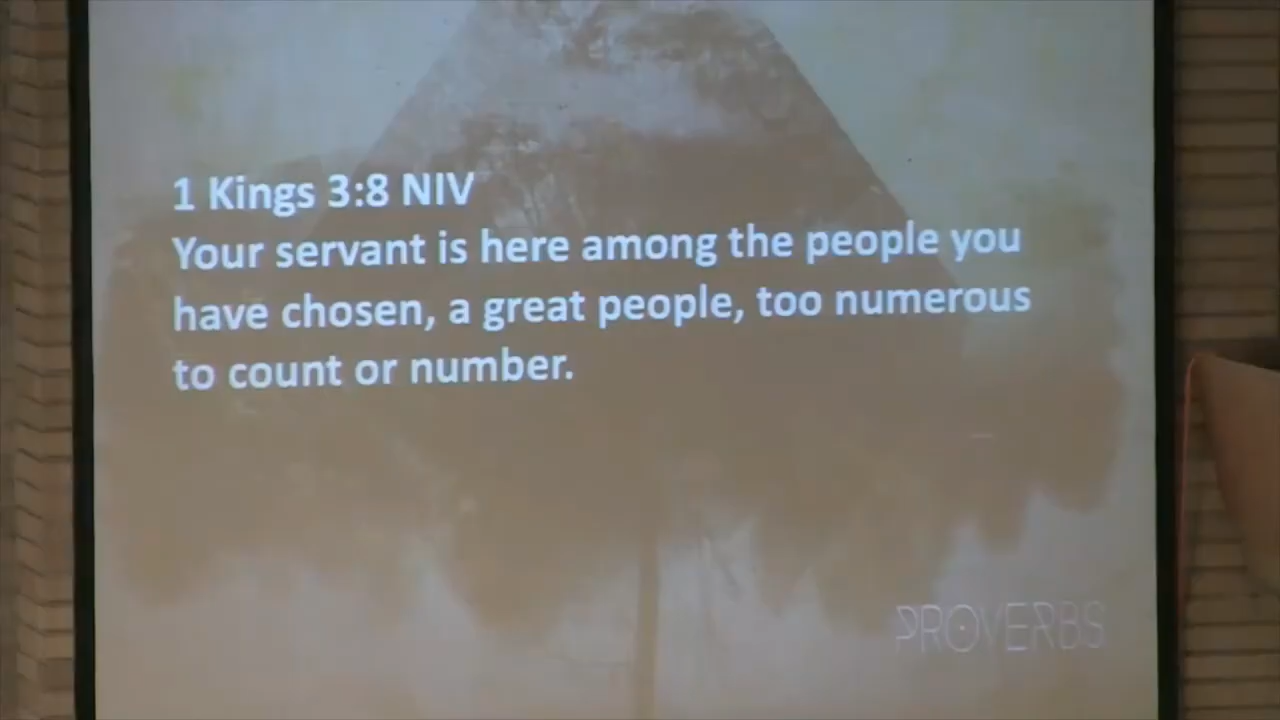 1 Kings 3:8 NIV
Your servant is here among the people you
have chosen, a great people, too numerous
to count or number.
PROVERBS